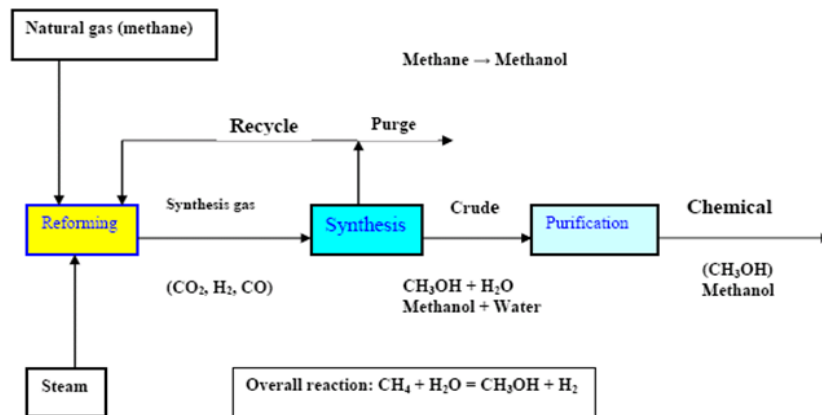 Natural gas (methane)
Methane → Methanol
Recycle
Purge
Reforming
Synthesis gas
Synthesis
Crude
Purification
Chemical
(CO₂, H₂, CO)
CH₃OH + H₂O
Methanol + Water
(CH₃OH)
Methanol
Steam
Overall reaction: CH₄ + H₂O = CH₃OH + H₂